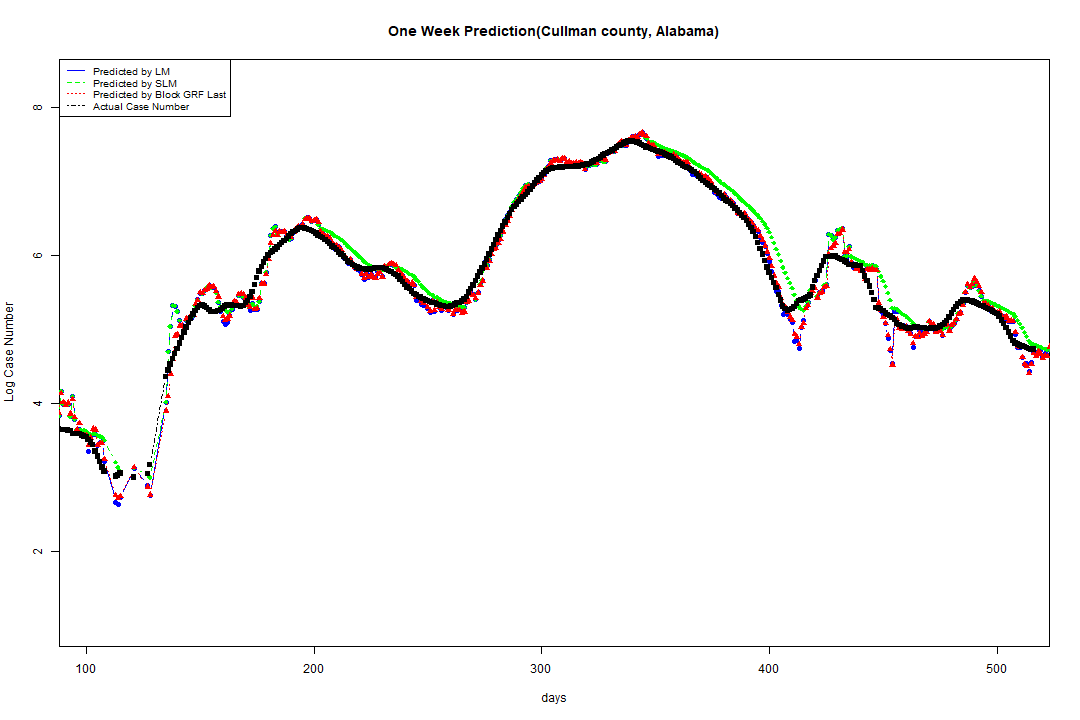 One Week Prediction(Cullman county, Alabama)
Predicted by LM
Predicted by SLM
Predicted by Block GRF Last
Actual Case Number
8
6
4
2
Log Case Number
100 200 300 400 500
days